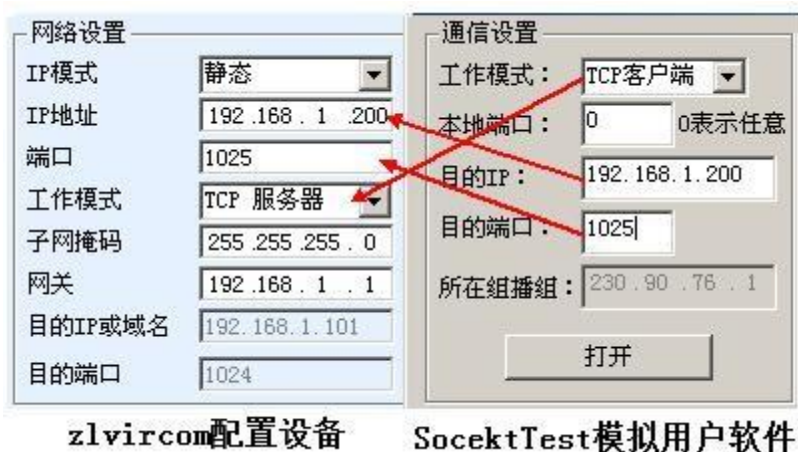 网络设置
IP模式
静态
IP地址
192 .168 . 1 .200
端口
1025
工作模式
TCP 服务器
子网掩码
255 .255 .255 . 0
网关
192 .168 . 1 . 1
目的IP或域名
192.168.1.101
目的端口
1024
zlvircom配置设备
通信设置
工作模式：
TCP客户端
本地端口：
0
0表示任意
目的IP：
192.168.1.200
目的端口：
1025
所在组播组：
230 .90 .76 . 1
打开
SocektTest模拟用户软件